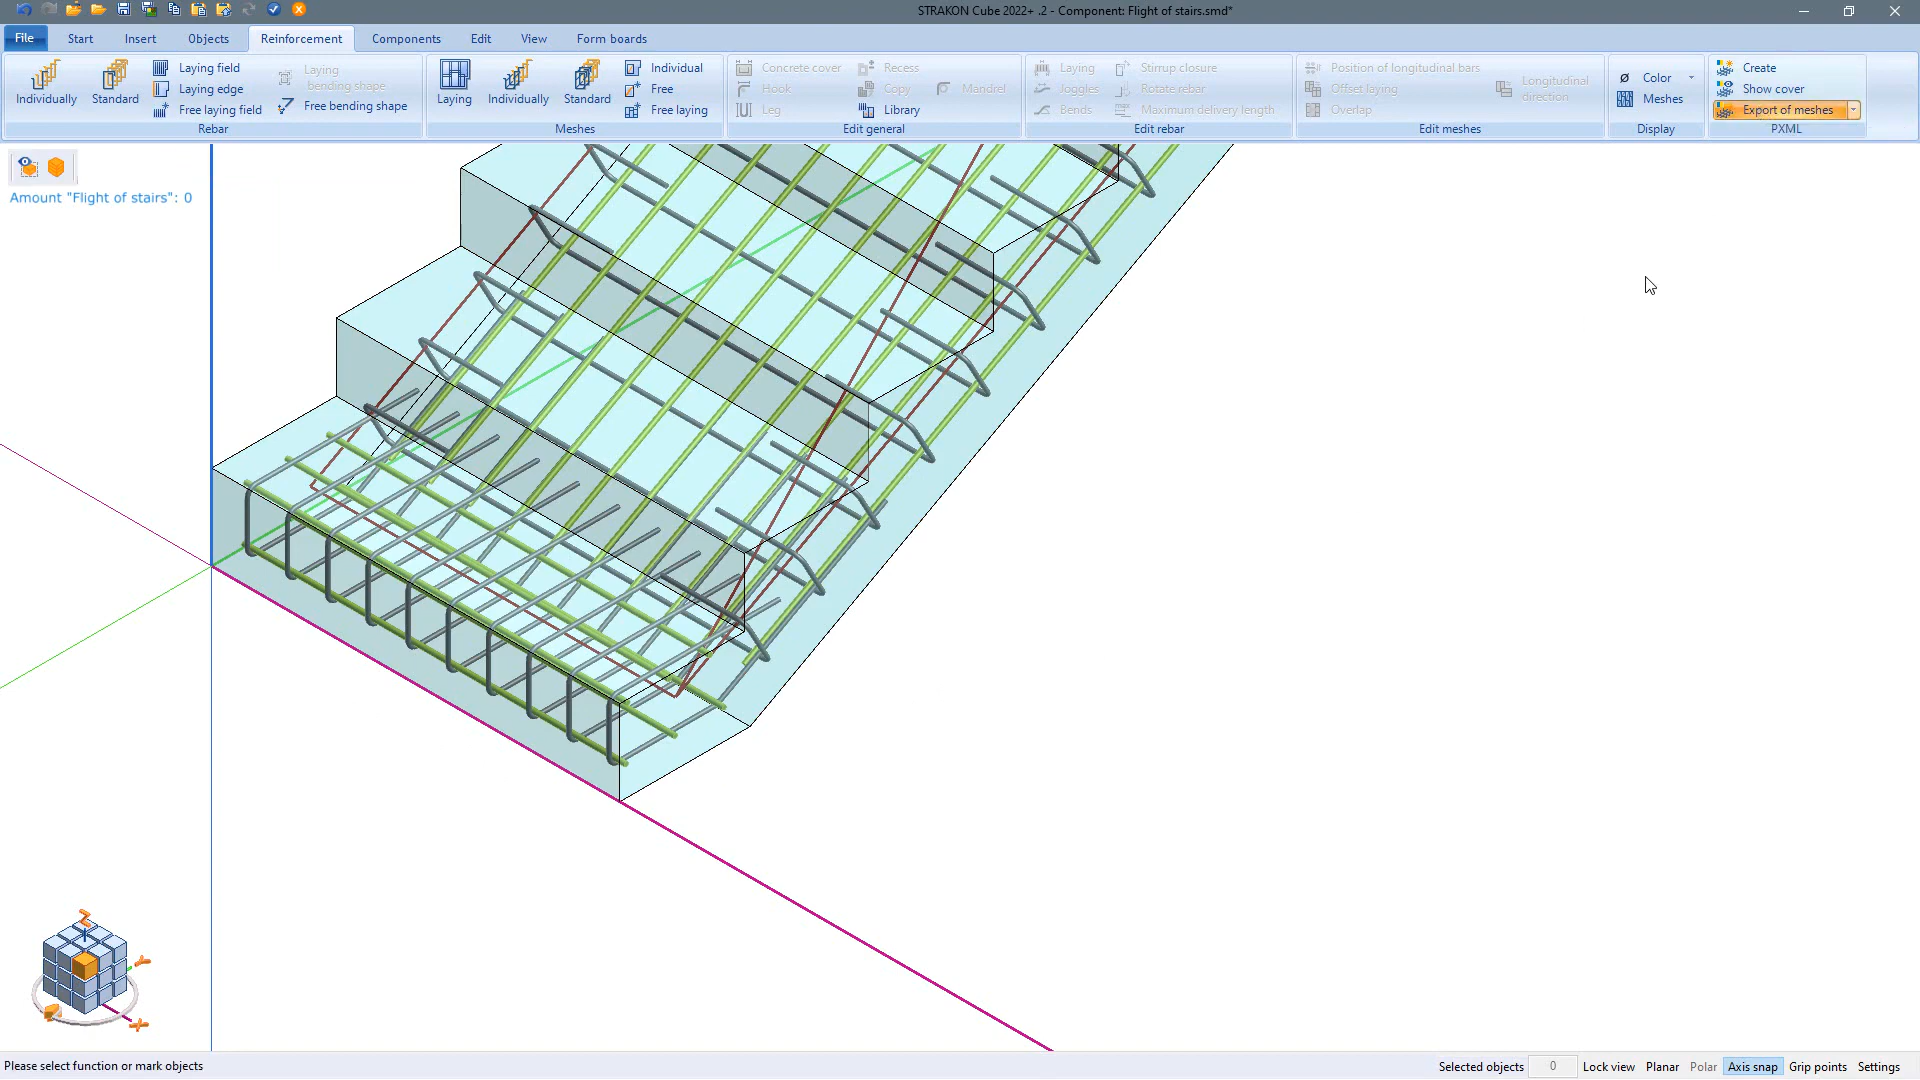 STRAKON Cube 2022+ .2 - Component: Flight of stairs.smd*
File Start Insert Objects Reinforcement Components Edit View Form boards
Individually
Standard
Laying field
Laying edge
Free laying field
Laying
bending shape
Free bending shape
Rebar
Laying
Individually
Standard
Individual
Free
Free laying
Meshes
Concrete cover
Hook
Leg
Recess
Copy
Library
Mandrel
Edit general
Laying
Joggles
Bends
Stirrup closure
Rotate rebar
Maximum delivery length
Edit rebar
Position of longitudinal bars
Offset laying
Overlap
Longitudinal
direction
Edit meshes
Color
Meshes
Display
Create
Show cover
Export of meshes
PXML
Amount "Flight of stairs": 0
Z
Y
X
Please select function or mark objects
Selected objects 0 Lock view Planar Polar Axis snap Grip points Settings